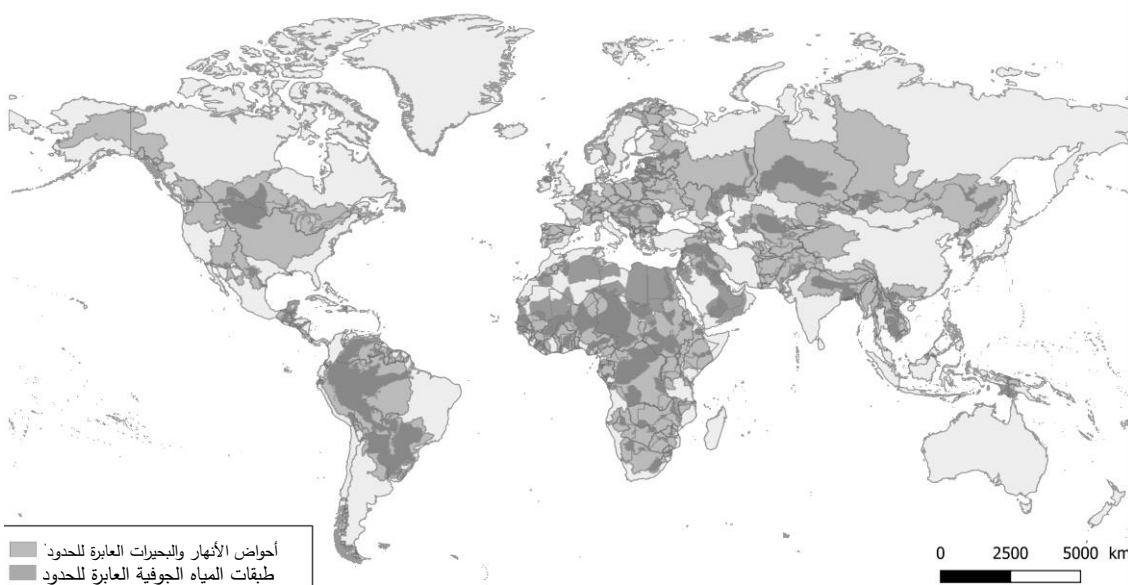 أحواض الأنهار والبحيرات العابرة للحدود
طبقات المياه الجوفية العابرة للحدود
0 2500 5000 km